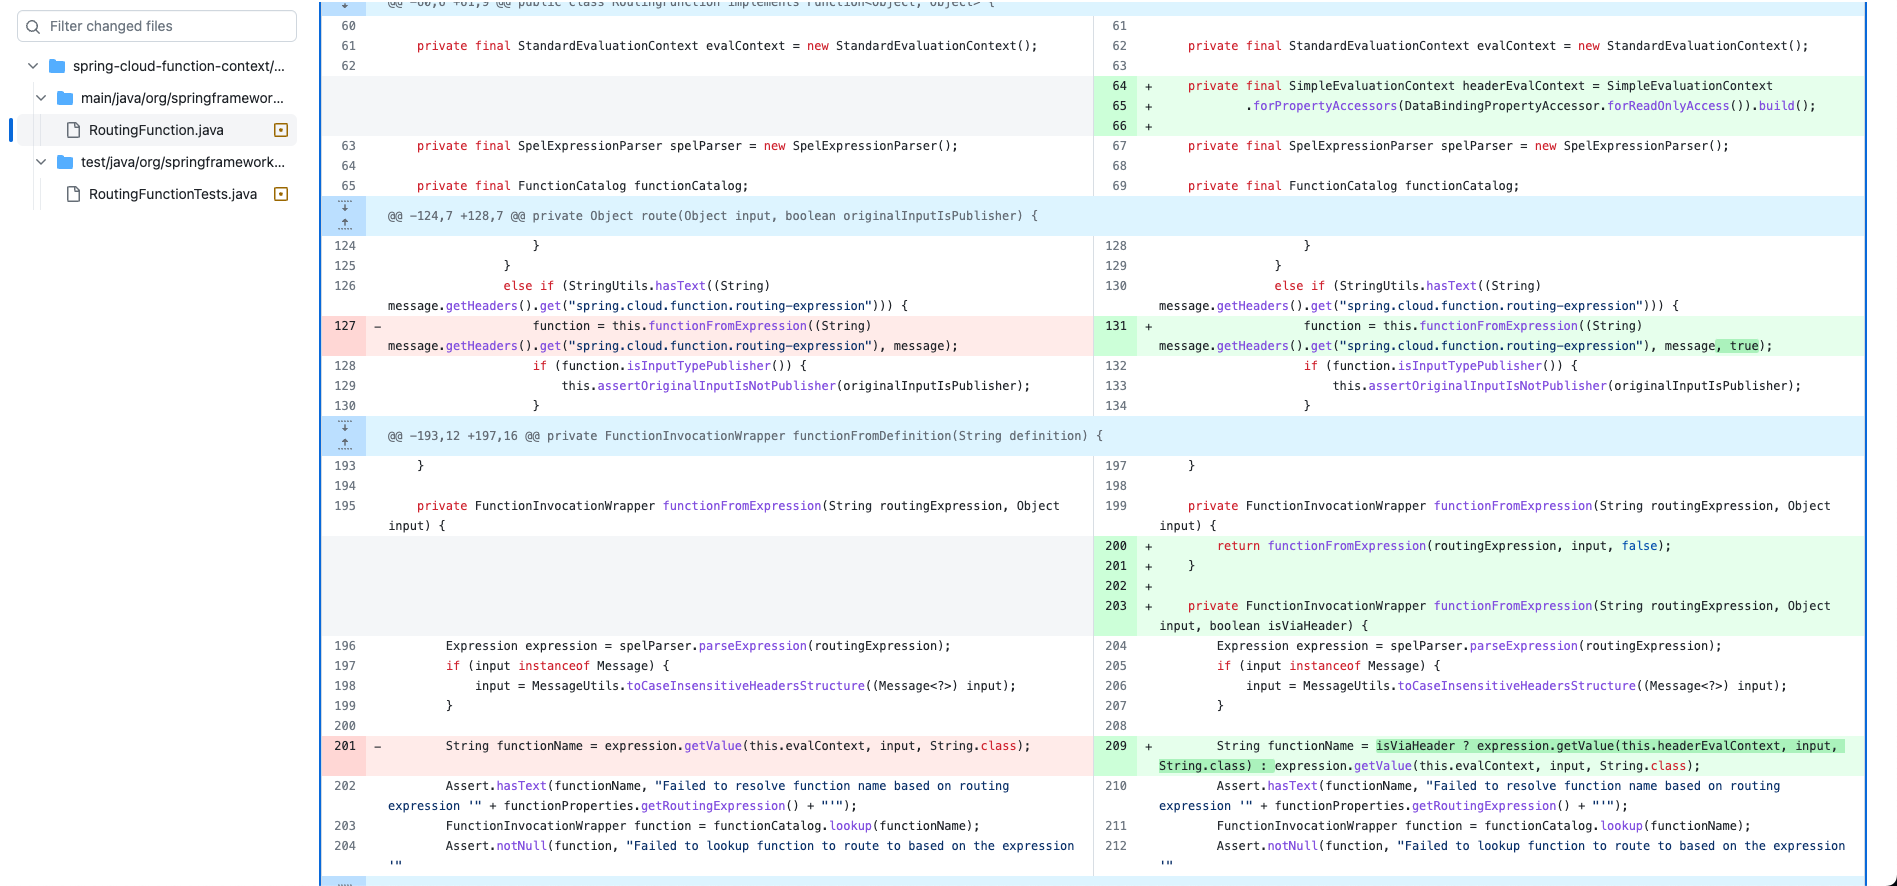 Filter changed files
spring-cloud-function-context/...
main/java/org/springframewor...
RoutingFunction.java
test/java/org/springframework...
RoutingFunctionTests.java
@@ -60,6 +61,9 @@ public class RoutingFunction implements Function<Object, Object> {
60
61 private final StandardEvaluationContext evalContext = new StandardEvaluationContext();
62
63 private final SpelExpressionParser spelParser = new SpelExpressionParser();
64
65 private final FunctionCatalog functionCatalog;
61
62 private final StandardEvaluationContext evalContext = new StandardEvaluationContext();
63
64 + private final SimpleEvaluationContext headerEvalContext = SimpleEvaluationContext
65 + .forPropertyAccessors(DataBindingPropertyAccessor.forReadOnlyAccess()).build();
66 +
67 private final SpelExpressionParser spelParser = new SpelExpressionParser();
68
69 private final FunctionCatalog functionCatalog;
@@ -124,7 +128,7 @@ private Object route(Object input, boolean originalInputIsPublisher) {
124 }
125 }
126 else if (StringUtils.hasText((String)
message.getHeaders().get("spring.cloud.function.routing-expression"))) {
127 - function = this.functionFromExpression((String)
message.getHeaders().get("spring.cloud.function.routing-expression"), message);
128 if (function.isInputTypePublisher()) {
129 this.assertOriginalInputIsNotPublisher(originalInputIsPublisher);
130 }
128 }
129 }
130 else if (StringUtils.hasText((String)
message.getHeaders().get("spring.cloud.function.routing-expression"))) {
131 + function = this.functionFromExpression((String)
message.getHeaders().get("spring.cloud.function.routing-expression"), message, true);
132 if (function.isInputTypePublisher()) {
133 this.assertOriginalInputIsNotPublisher(originalInputIsPublisher);
134 }
@@ -193,12 +197,16 @@ private FunctionInvocationWrapper functionFromDefinition(String definition) {
193 }
194
195 private FunctionInvocationWrapper functionFromExpression(String routingExpression, Object
input) {
196 Expression expression = spelParser.parseExpression(routingExpression);
197 if (input instanceof Message) {
198 input = MessageUtils.toCaseInsensitiveHeadersStructure((Message<?>) input);
199 }
200
201 - String functionName = expression.getValue(this.evalContext, input, String.class);
202 Assert.hasText(functionName, "Failed to resolve function name based on routing
expression '" + functionProperties.getRoutingExpression() + "'");
203 FunctionInvocationWrapper function = functionCatalog.lookup(functionName);
204 Assert.notNull(function, "Failed to lookup function to route to based on the expression
'"
197 }
198
199 private FunctionInvocationWrapper functionFromExpression(String routingExpression, Object
input) {
200 + return functionFromExpression(routingExpression, input, false);
201 + }
202 +
203 + private FunctionInvocationWrapper functionFromExpression(String routingExpression, Object
input, boolean isViaHeader) {
204 Expression expression = spelParser.parseExpression(routingExpression);
205 if (input instanceof Message) {
206 input = MessageUtils.toCaseInsensitiveHeadersStructure((Message<?>) input);
207 }
208
209 + String functionName = isViaHeader ? expression.getValue(this.headerEvalContext, input,
String.class) : expression.getValue(this.evalContext, input, String.class);
210 Assert.hasText(functionName, "Failed to resolve function name based on routing
expression '" + functionProperties.getRoutingExpression() + "'");
211 FunctionInvocationWrapper function = functionCatalog.lookup(functionName);
212 Assert.notNull(function, "Failed to lookup function to route to based on the expression
'"